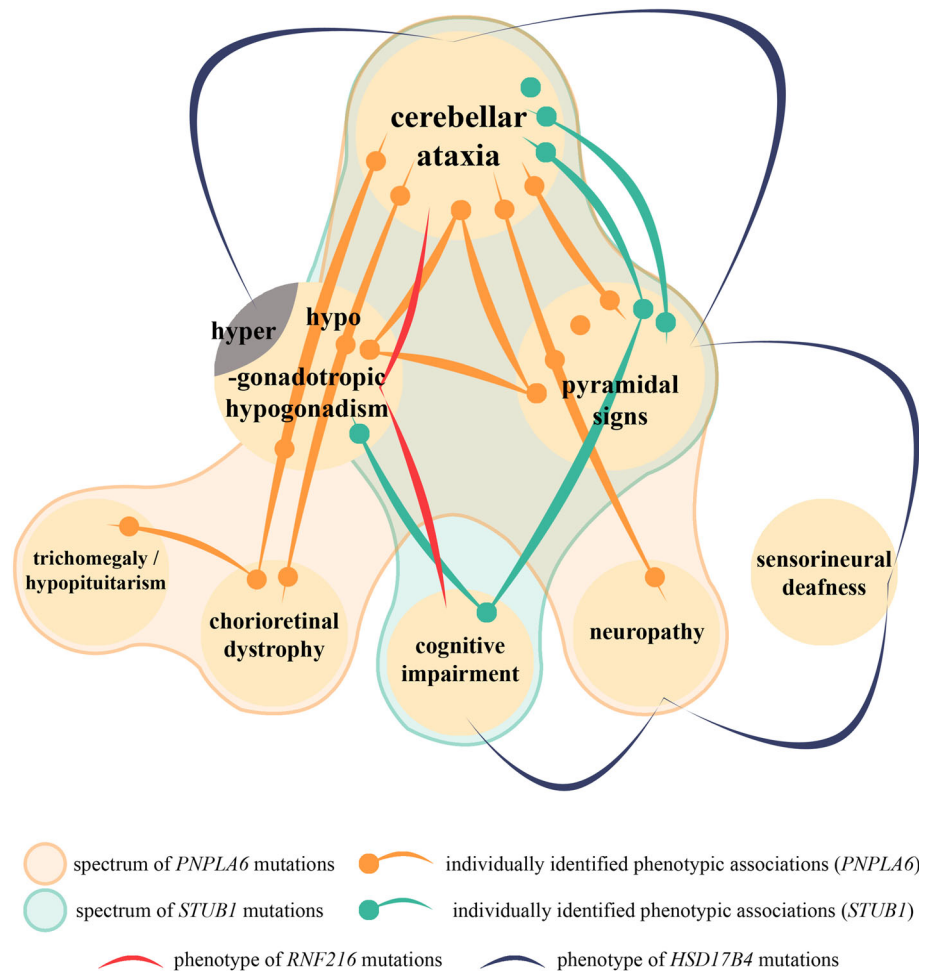 cerebellar
ataxia
hyper
hypo
-gonadotropic
hypogonadism
pyramidal
signs
trichomegaly /
hypopituitarism
chorioretinal
dystrophy
cognitive
impairment
neuropathy
sensorineural
deafness
spectrum of PNPLA6 mutations
individually identified phenotypic associations (PNPLA6)
spectrum of STUB1 mutations
individually identified phenotypic associations (STUB1)
phenotype of RNF216 mutations
phenotype of HSD17B4 mutations